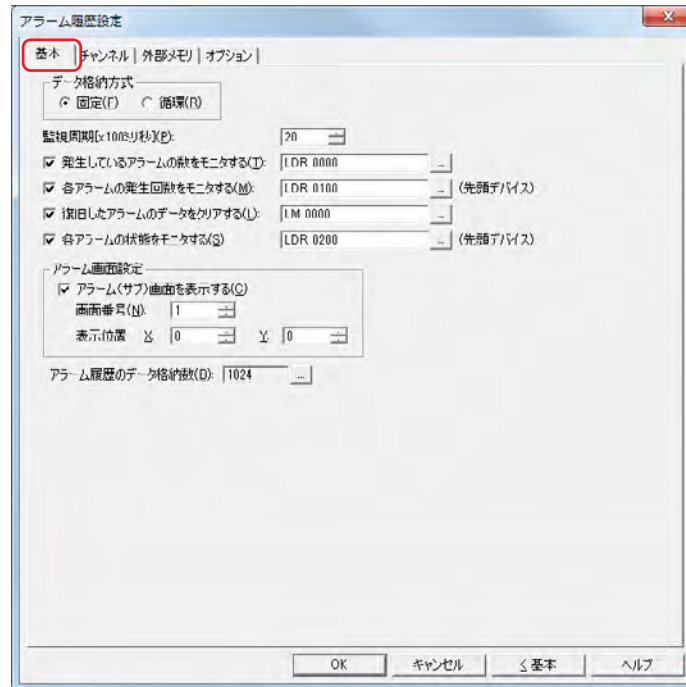 アラーム履歴設定
基本 チャンネル 外部メモリ オプション
データ格納方式
固定(F) 循環(R)
監視周期[x100ミリ秒](P): 20
発生しているアラームの数をモニタする(T): LDR 0000 ...
各アラームの発生回数をモニタする(M): LDR 0100 ... (先頭デバイス)
復旧したアラームのデータをクリアする(L): LM 0000 ...
各アラームの状態をモニタする(S) LDR 0200 ... (先頭デバイス)
アラーム画面設定
アラーム(サブ)画面を表示する(C)
画面番号(N): 1
表示位置 X 0 Y 0
アラーム履歴のデータ格納数(D): 1024 ...
OK キャンセル <基本 ヘルプ